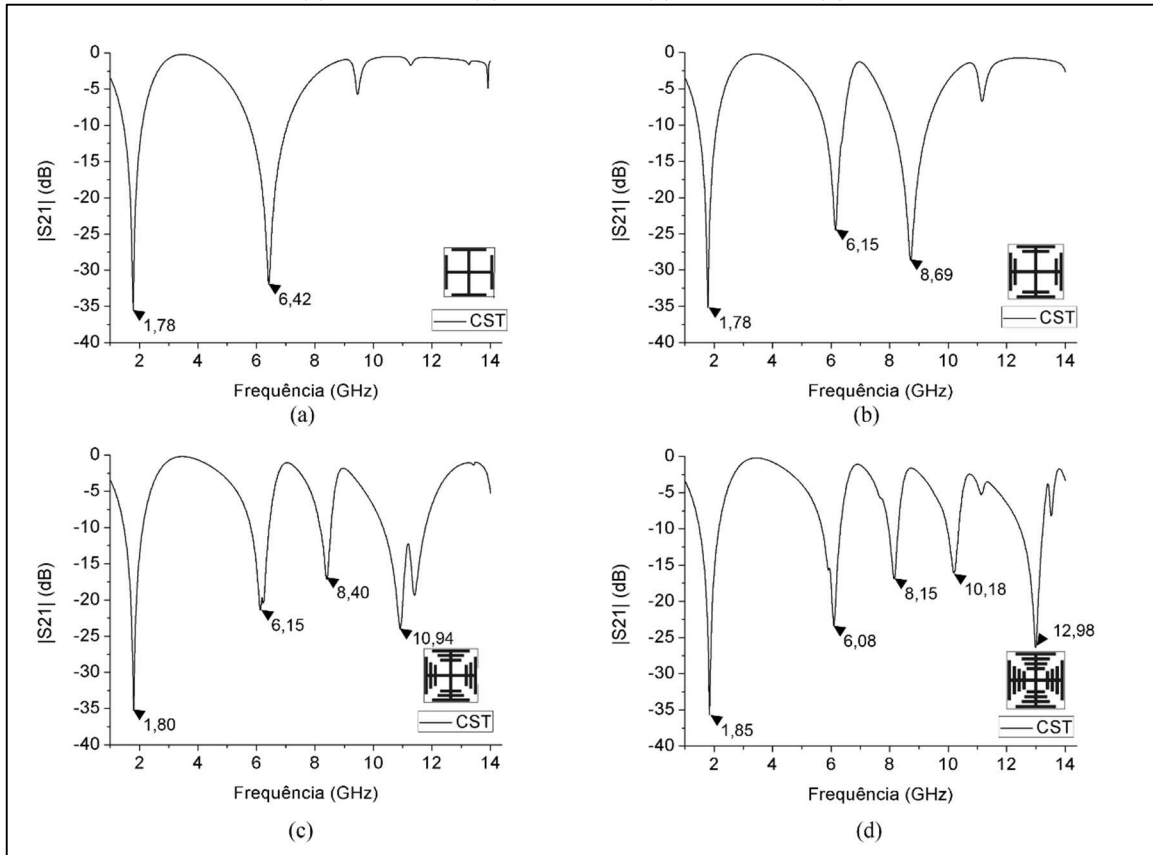 0
-5
-10
-15
-20
-25
-30
-35
-40
|S21| (dB)
1,78
6,42
CST
2 4 6 8 10 12 14
Frequência (GHz)
(a)
0
-5
-10
-15
-20
-25
-30
-35
-40
|S21| (dB)
1,78
6,15
8,69
CST
2 4 6 8 10 12 14
Frequência (GHz)
(b)
0
-5
-10
-15
-20
-25
-30
-35
-40
|S21| (dB)
1,80
6,15
8,40
10,94
CST
2 4 6 8 10 12 14
Frequência (GHz)
(c)
0
-5
-10
-15
-20
-25
-30
-35
-40
|S21| (dB)
1,85
6,08
8,15
10,18
12,98
CST
2 4 6 8 10 12 14
Frequência (GHz)
(d)